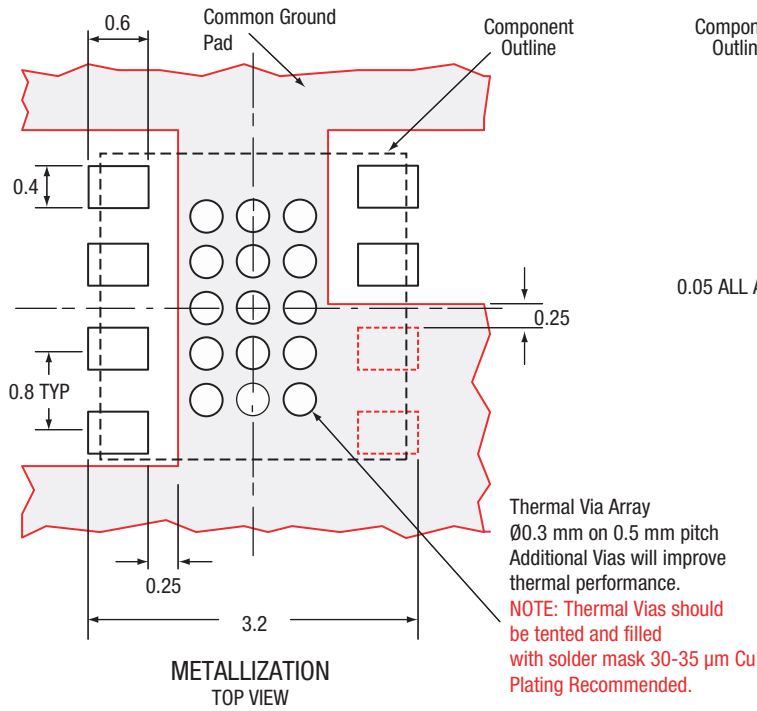 0.6
Common Ground
Pad
Component
Outline
Compon
Outlin
0.4
0.05 ALL A
0.25
0.8 TYP
Thermal Via Array
Ø0.3 mm on 0.5 mm pitch
Additional Vias will improve
thermal performance.
NOTE: Thermal Vias should
be tented and filled
with solder mask 30-35 µm Cu
Plating Recommended.
0.25
3.2
METALLIZATION
TOP VIEW